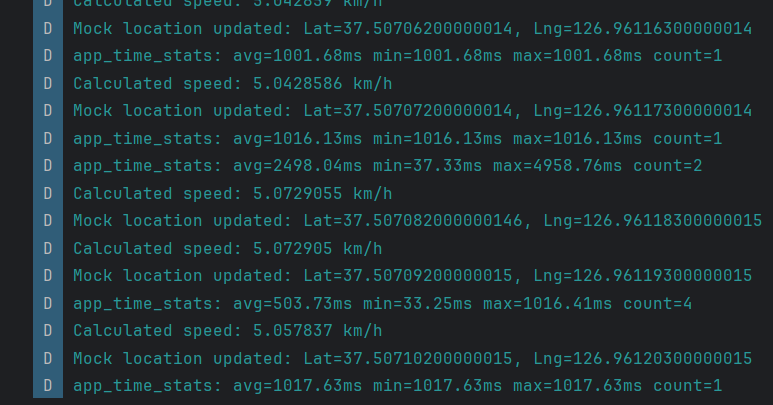 D Calculated speed: 5.042859 km/h
D Mock location updated: Lat=37.50706200000014, Lng=126.96116300000014
D app_time_stats: avg=1001.68ms min=1001.68ms max=1001.68ms count=1
D Calculated speed: 5.0428586 km/h
D Mock location updated: Lat=37.50707200000014, Lng=126.96117300000014
D app_time_stats: avg=1016.13ms min=1016.13ms max=1016.13ms count=1
D app_time_stats: avg=2498.04ms min=37.33ms max=4958.76ms count=2
D Calculated speed: 5.0729055 km/h
D Mock location updated: Lat=37.507082000000146, Lng=126.96118300000015
D Calculated speed: 5.072905 km/h
D Mock location updated: Lat=37.50709200000015, Lng=126.96119300000015
D app_time_stats: avg=503.73ms min=33.25ms max=1016.41ms count=4
D Calculated speed: 5.057837 km/h
D Mock location updated: Lat=37.50710200000015, Lng=126.96120300000015
D app_time_stats: avg=1017.63ms min=1017.63ms max=1017.63ms count=1